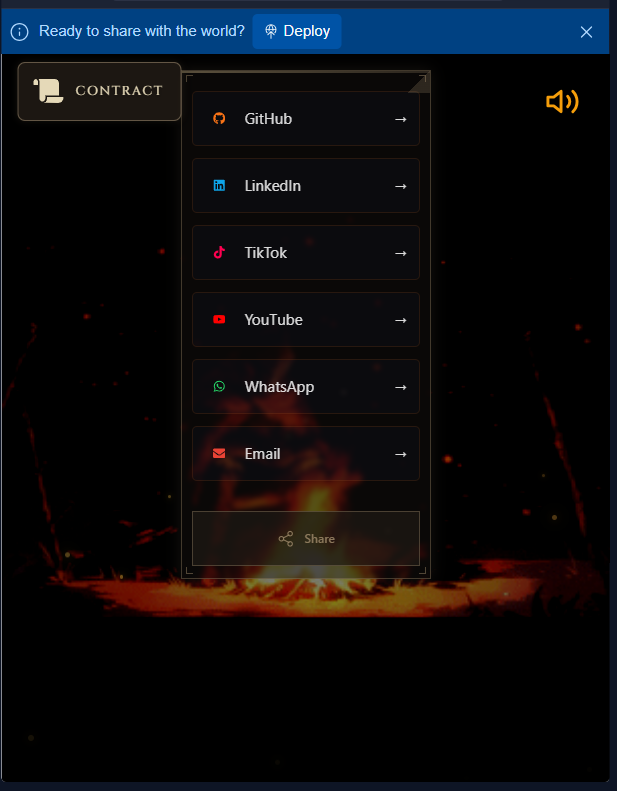 Ready to share with the world? Deploy
CONTRACT
GitHub
LinkedIn
TikTok
YouTube
WhatsApp
Email
Share